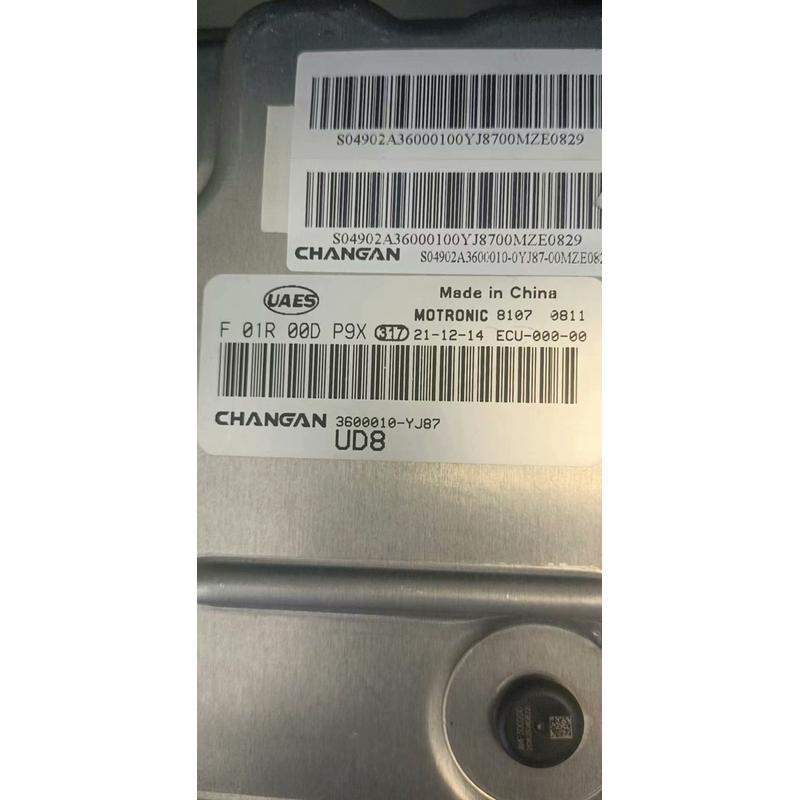 S04902A36000100YJ8700MZE0829
S04902A36000100YJ8700MZE0829
CHANGAN S04902A3600010-0YJ87-00MZE082
UAES
Made in China
MOTRONIC 8107 0811
F 01R 00D P9X 317 21-12-14 ECU-000-00
CHANGAN 3600010-YJ87
UD8